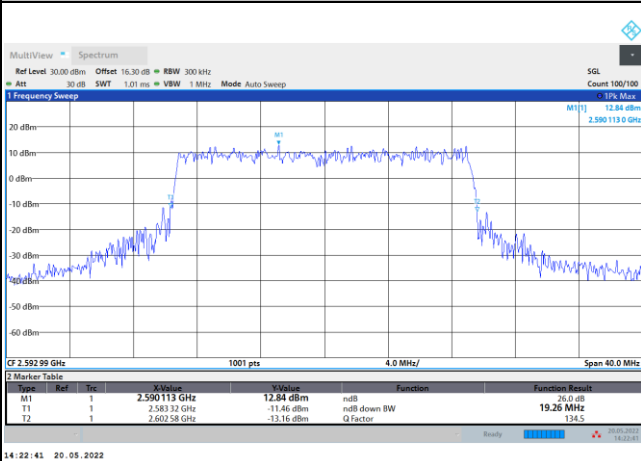 MultiView Spectrum
Ref Level 30.00 dBm Offset 16.30 dB RBW 300 kHz SGL
Att 30 dB SWT 1.01 ms VBW 1 MHz Mode Auto Sweep Count 100/100
1 Frequency Sweep 1Pk Max
M1[1] 12.84 dBm
2.590 113 0 GHz
M1
20 dBm
10 dBm
0 dBm
T1
T2
-10 dBm
-20 dBm
-30 dBm
-40 dBm
-50 dBm
-60 dBm
CF 2.592 99 GHz 1001 pts 4.0 MHz/ Span 40.0 MHz
2 Marker Table
Type Ref Trc X-Value Y-Value Function Function Result
M1 1 2.590 113 GHz 12.84 dBm ndB 26.0 dB
T1 1 2.583 32 GHz -11.46 dBm ndB down BW 19.26 MHz
T2 1 2.602 58 GHz -13.16 dBm Q Factor 134.5
Ready 20.05.2022
14:22:41
14:22:41 20.05.2022